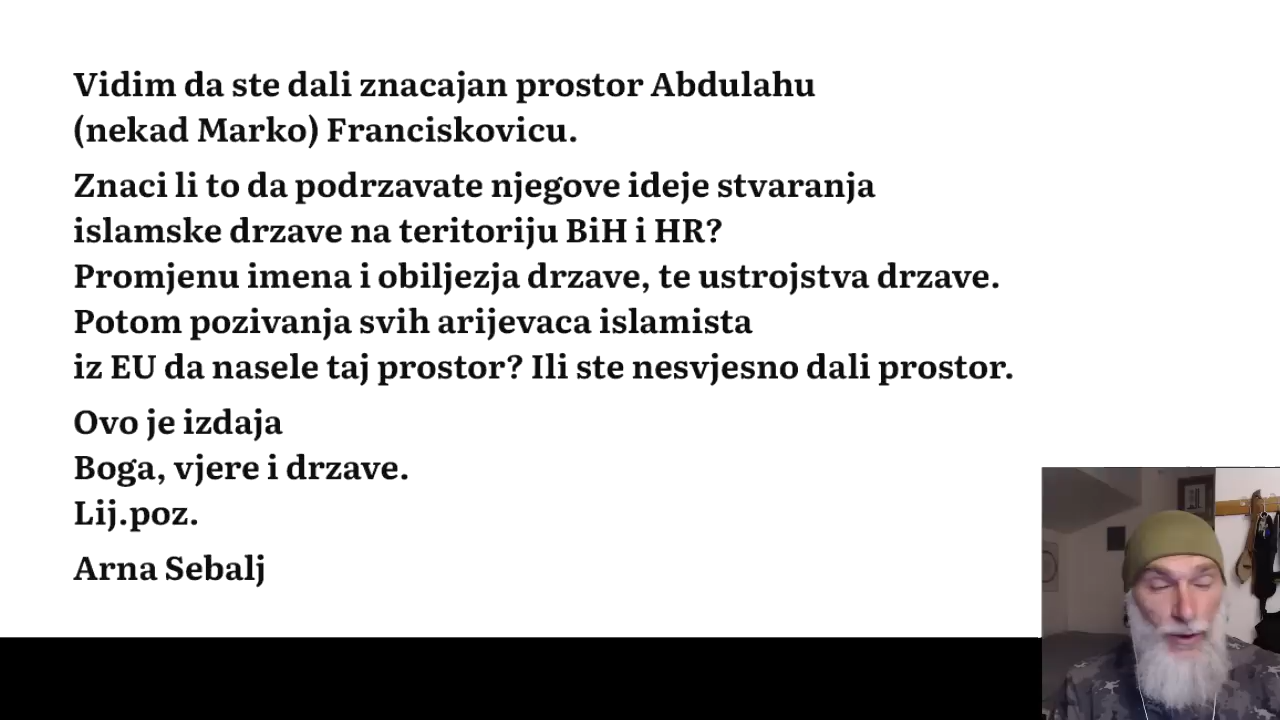 Vidim da ste dali znacajan prostor Abdulahu
(nekad Marko) Franciskovicu.
Znaci li to da podrzavate njegove ideje stvaranja
islamske drzave na teritoriju BiH i HR?
Promjenu imena i obiljezja drzave, te ustrojstva drzave.
Potom pozivanja svih arijevaca islamista
iz EU da nasele taj prostor? Ili ste nesvjesno dali prostor.
Ovo je izdaja
Boga, vjere i drzave.
Lij.poz.
Arna Sebalj